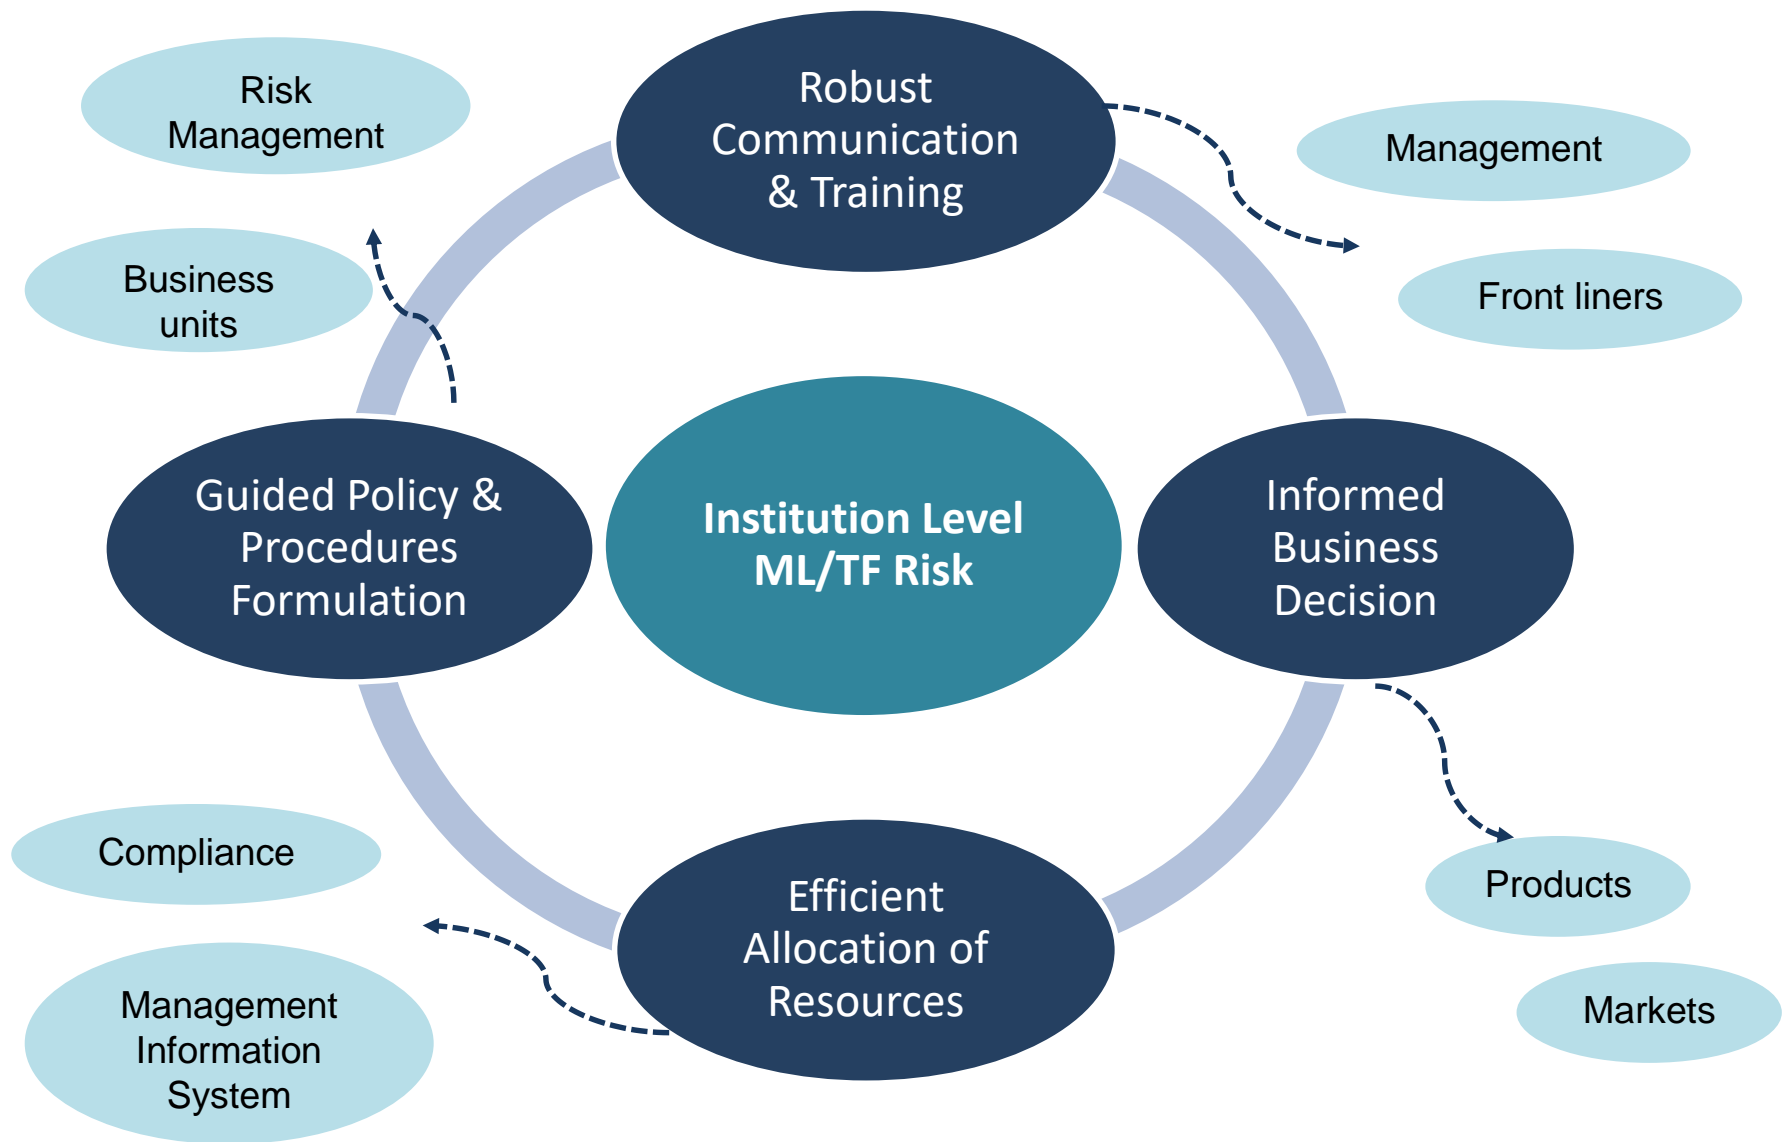 Risk
Management
Robust
Communication
& Training
Management
Business
units
Front liners
Guided Policy &
Procedures
Formulation
Institution Level
ML/TF Risk
Informed
Business
Decision
Compliance
Efficient
Allocation of
Resources
Products
Management
Information
System
Markets